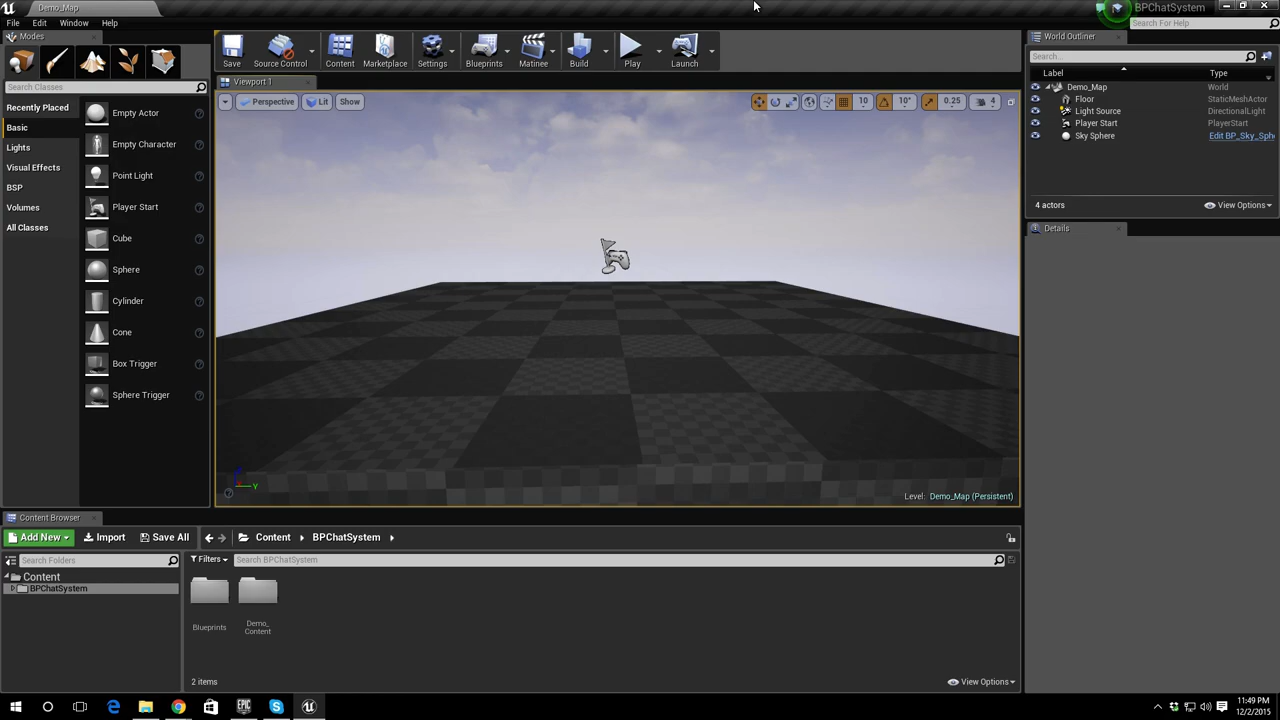 Demo_Map
BPChatSystem
File Edit Window Help
Search For Help
Modes
Search Classes
Recently Placed
Basic
Lights
Visual Effects
BSP
Volumes
All Classes
Empty Actor
Empty Character
Point Light
Player Start
Cube
Sphere
Cylinder
Cone
Box Trigger
Sphere Trigger
Save
Source Control
Content
Marketplace
Settings
Blueprints
Matinee
Build
Play
Launch
Viewport 1
Perspective
Lit
Show
10
10°
0.25
4
Y
Level: Demo_Map (Persistent)
World Outliner
Search...
Label Type
Demo_Map World
Floor StaticMeshActor
Light Source DirectionalLight
Player Start PlayerStart
Sky Sphere Edit BP_Sky_Sph
4 actors
View Options
Details
Content Browser
Add New
Import
Save All
Content
BPChatSystem
Search Folders
Content
BPChatSystem
Filters
Search BPChatSystem
Blueprints
Demo_
Content
2 items
View Options
EPIC
GAMES
11:49 PM
12/2/2015